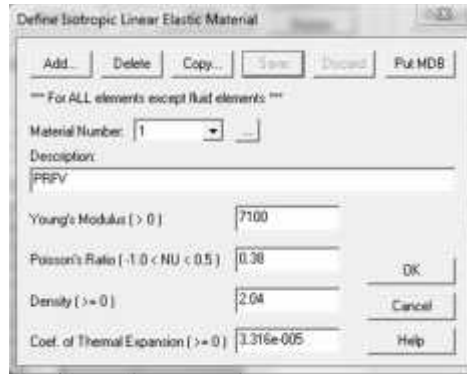 Define Isotropic Linear Elastic Material
Add... Delete Copy... Save Discard Put MDB
*** For ALL elements except fluid elements ***
Material Number: 1 ...
Description:
PRFV
Young's Modulus ( > 0 ) 7100
Poisson's Ratio ( -1.0 < NU < 0.5 ) 0.38
OK
Density ( >= 0 ) 2.04
Cancel
Coef. of Thermal Expansion ( >= 0 ) 3.316e-005
Help